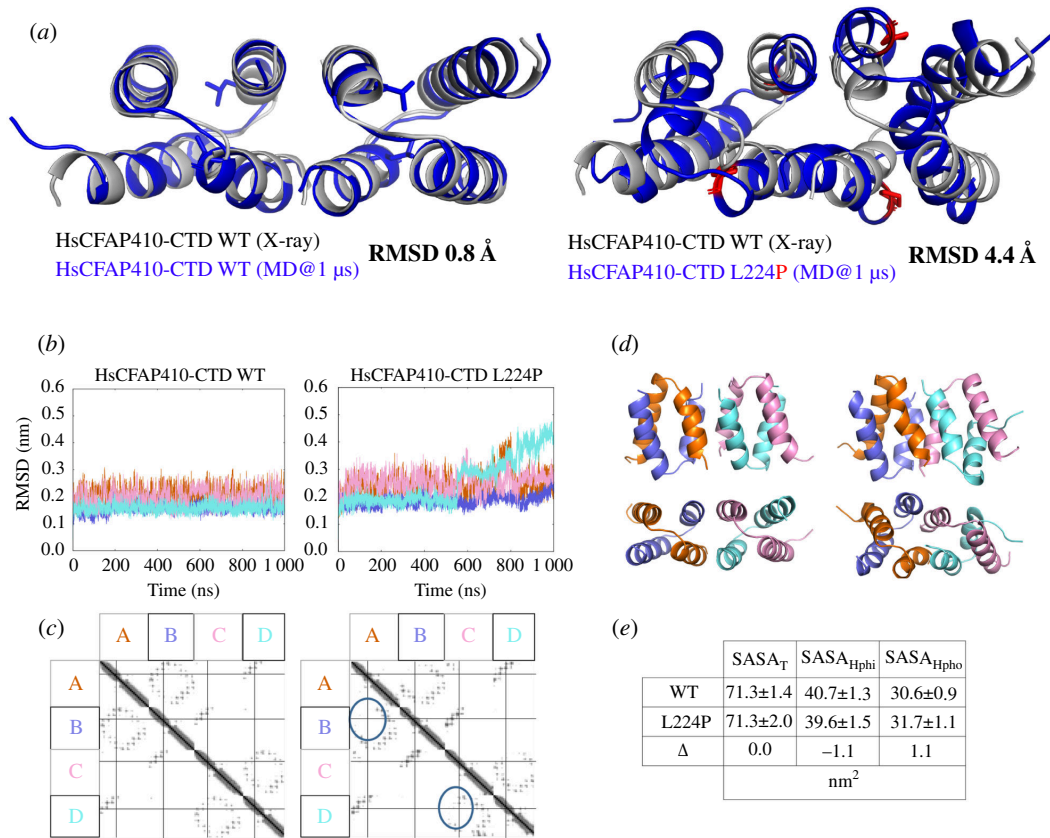 (a)
HsCFAP410-CTD WT (X-ray)
HsCFAP410-CTD WT (MD@1 µs)
RMSD 0.8 Å
HsCFAP410-CTD WT (X-ray)
HsCFAP410-CTD L224P (MD@1 µs)
RMSD 4.4 Å
(b)
HsCFAP410-CTD WT
HsCFAP410-CTD L224P
RMSD (nm)
0.6
0.5
0.4
0.3
0.2
0.1
0.0
0 200 400 600 800 1 000
Time (ns)
0.6
0.5
0.4
0.3
0.2
0.1
0.0
0 200 400 600 800 1 000
Time (ns)
(c)
A B C D
A
B
C
D
A B C D
A
B
C
D
(d)
(e)
SASA_T SASA_Hphi SASA_Hpho
WT 71.3±1.4 40.7±1.3 30.6±0.9
L224P 71.3±2.0 39.6±1.5 31.7±1.1
Δ 0.0 −1.1 1.1
nm²